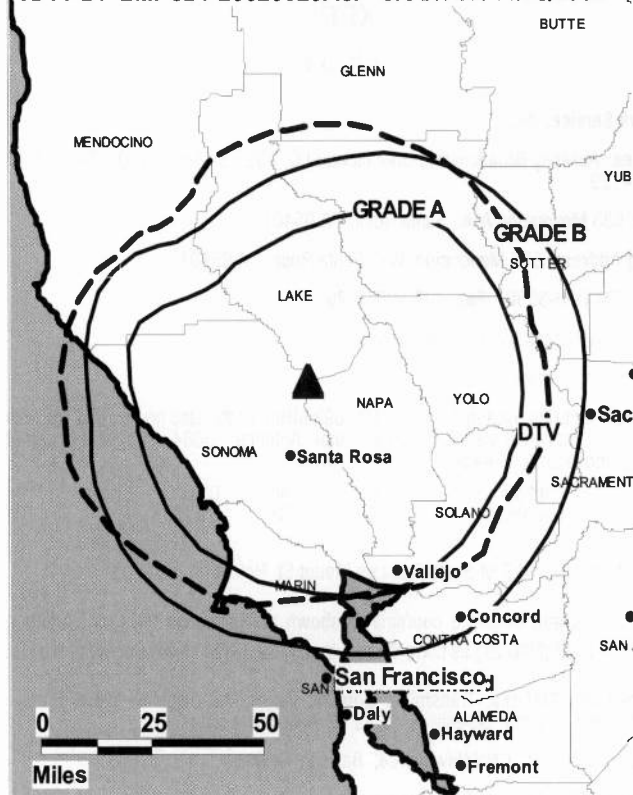 BUTTE
GLENN
MENDOCINO
YUB
GRADE A
GRADE B
SUTTER
LAKE
NAPA
YOLO
Sac
DTV
SONOMA
Santa Rosa
SACRAMENT
SOLANO
Vallejo
MARIN
Concord
CONTRA COSTA
SAN
San Francisco
SAN
Daly
ALAMEDA
0 25 50
Hayward
Miles
Fremont